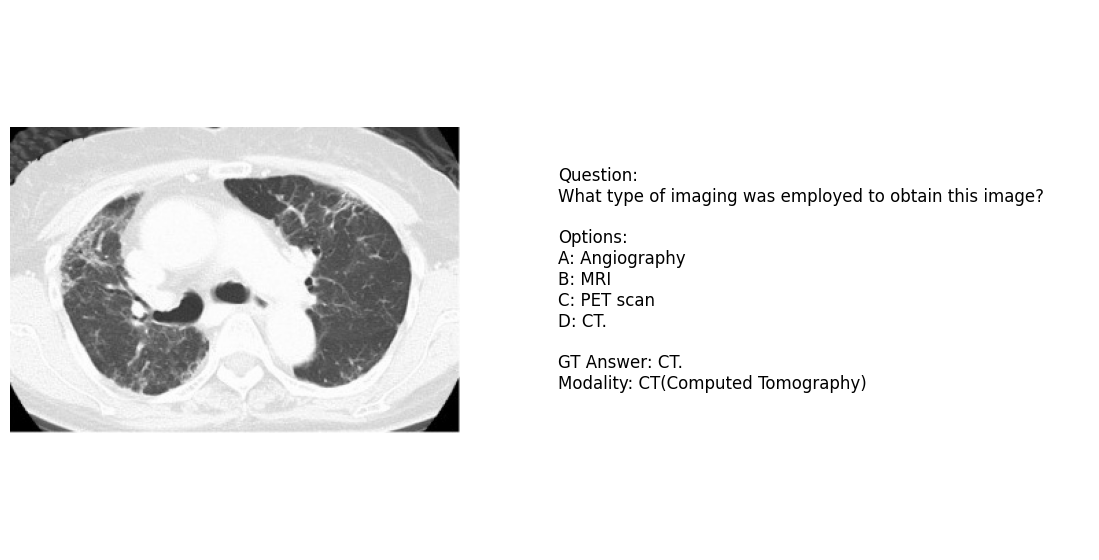 Question:
What type of imaging was employed to obtain this image?
Options:
A: Angiography
B: MRI
C: PET scan
D: CT.
GT Answer: CT.
Modality: CT(Computed Tomography)